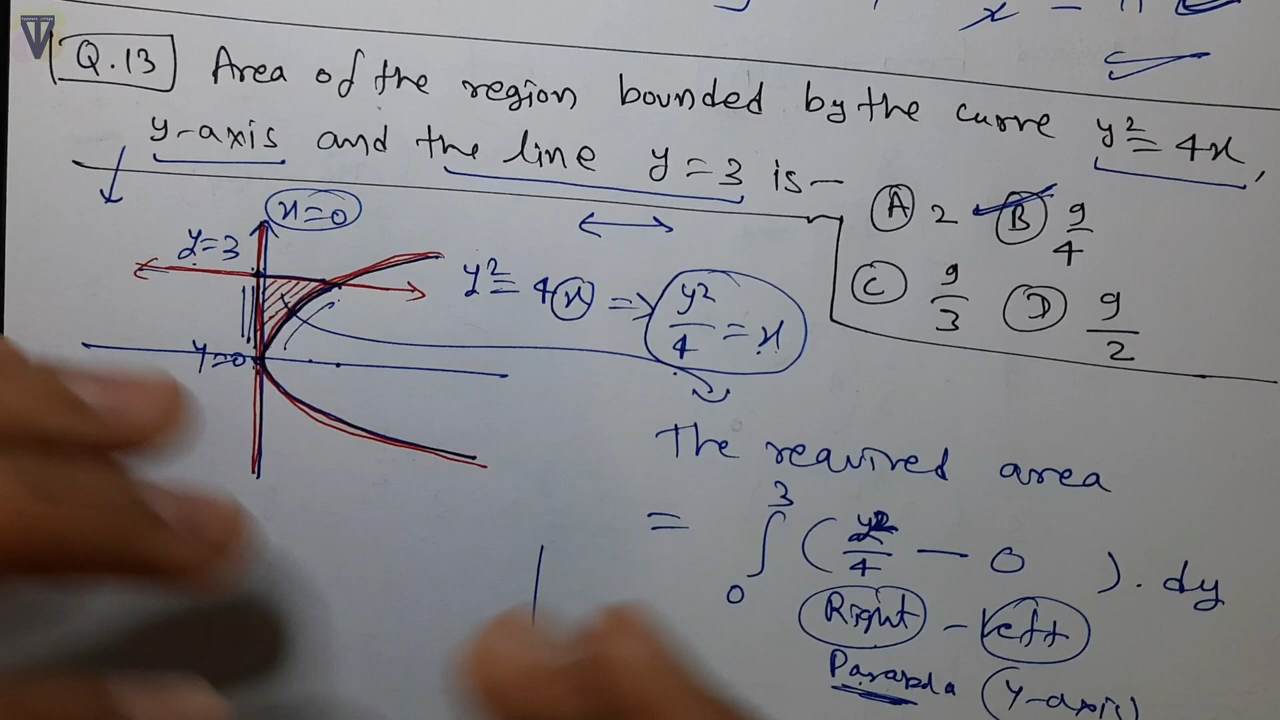 Q.13 Area of the region bounded by the curve y² = 4x,
y-axis and the line y = 3 is —
(A) 2 (B) 9/4
(C) 9/3 (D) 9/2
x = 0
y = 3
y² = 4x ⇒ y²/4 = x
y = 0
The required area
= ∫₀³ (y²/4 — 0). dy
Right - Left
Parabola (Y-axis)